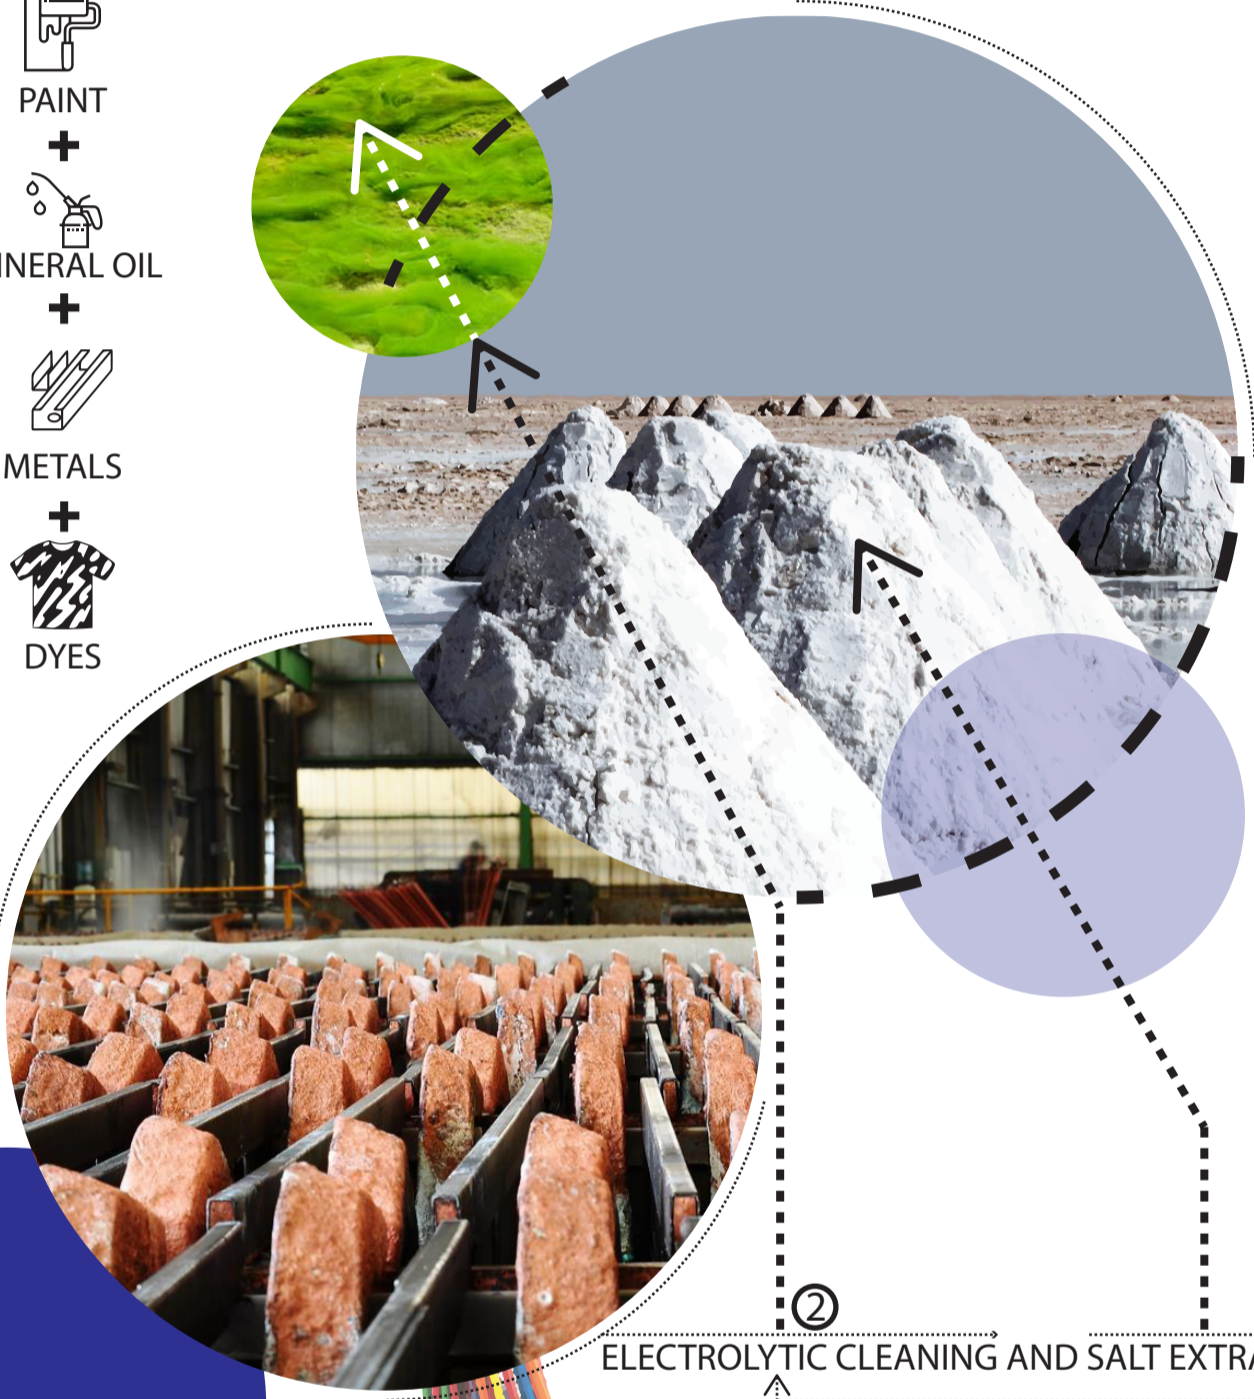 PAINT
+
INERAL OIL
+
METALS
+
DYES
2
ELECTROLYTIC CLEANING AND SALT EXTRA